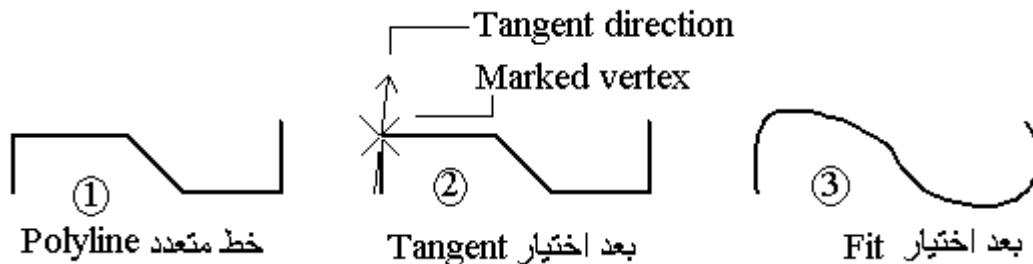 Tangent direction
Marked vertex
①
②
③
خط متعدد Polyline
بعد اختيار Tangent
بعد اختيار Fit